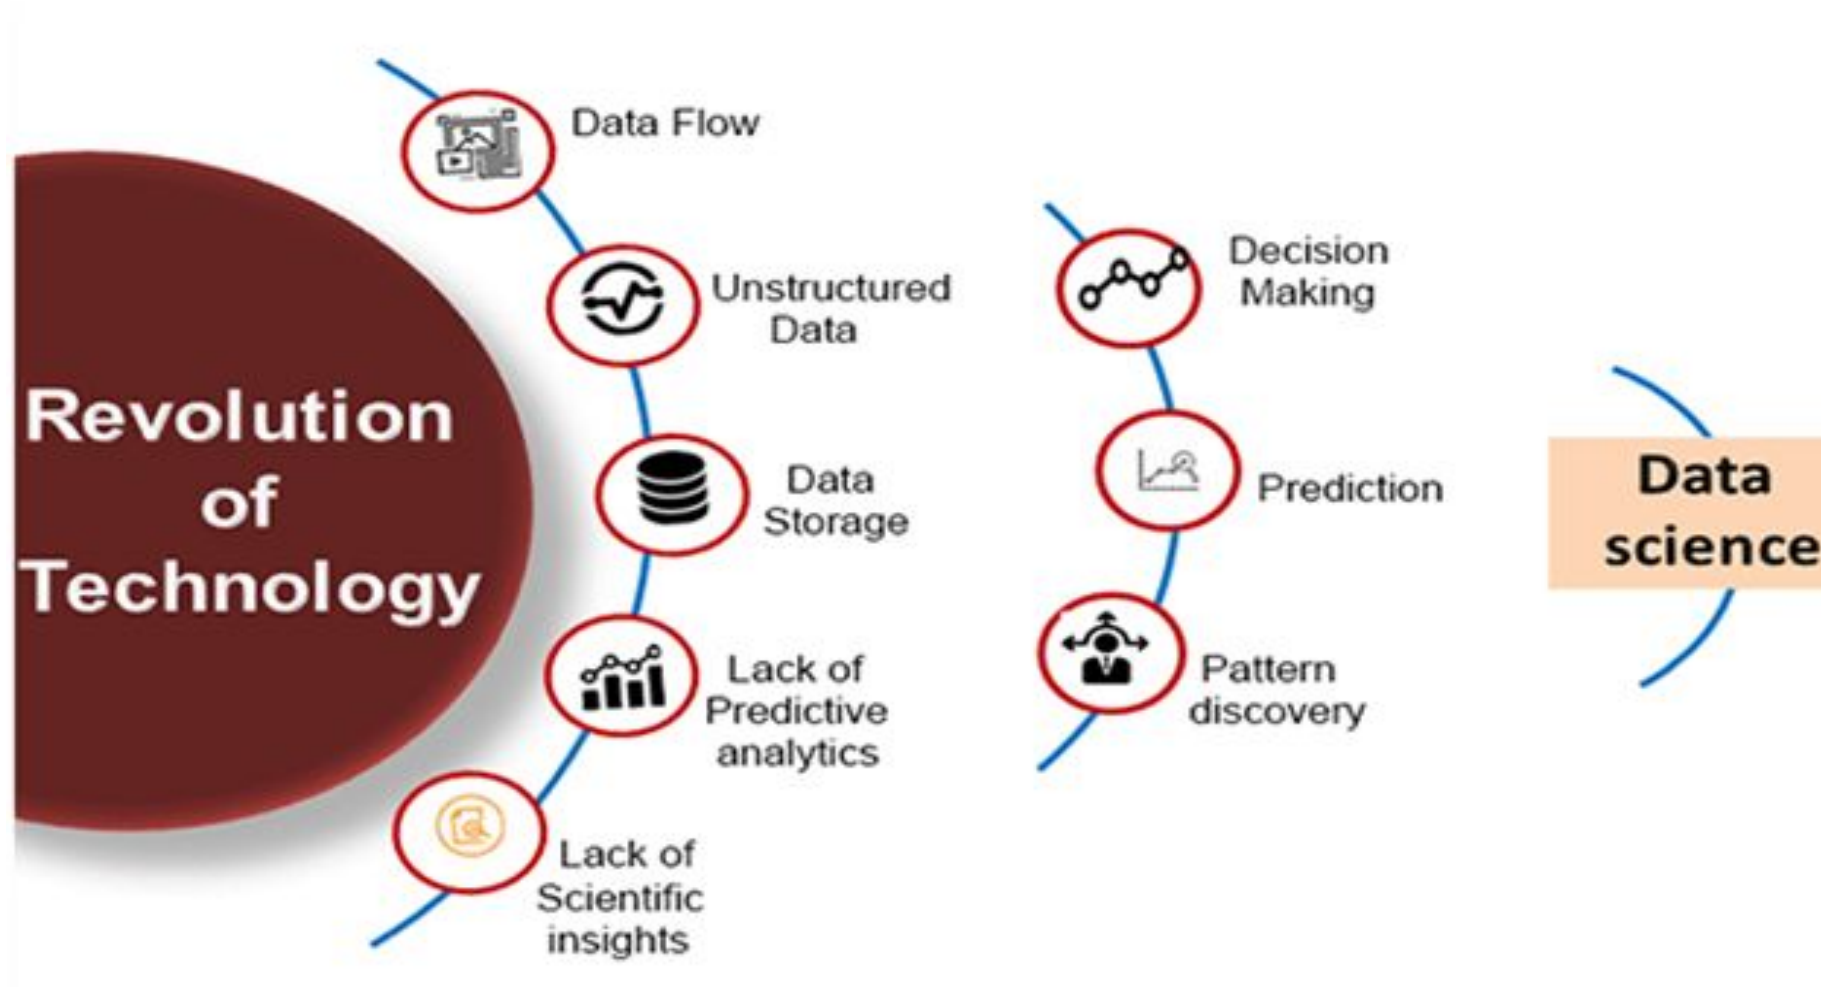 Revolution
of
Technology
Data Flow
Unstructured
Data
Data
Storage
Lack of
Predictive
analytics
Lack of
Scientific
insights
Decision
Making
Prediction
Pattern
discovery
Data
science